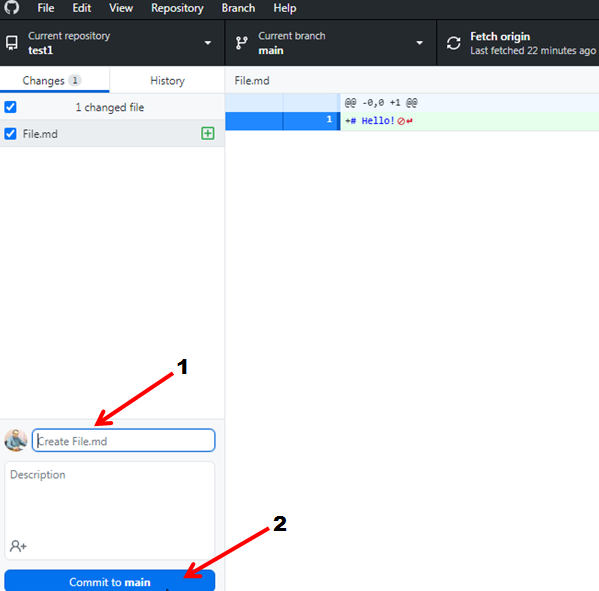 File Edit View Repository Branch Help
Current repository
test1
Current branch
main
Fetch origin
Last fetched 22 minutes ago
Changes 1 History
File.md
1 changed file
@@ -0,0 +1 @@
File.md
1 +# Hello!
1
Create File.md
Description
2
Commit to main